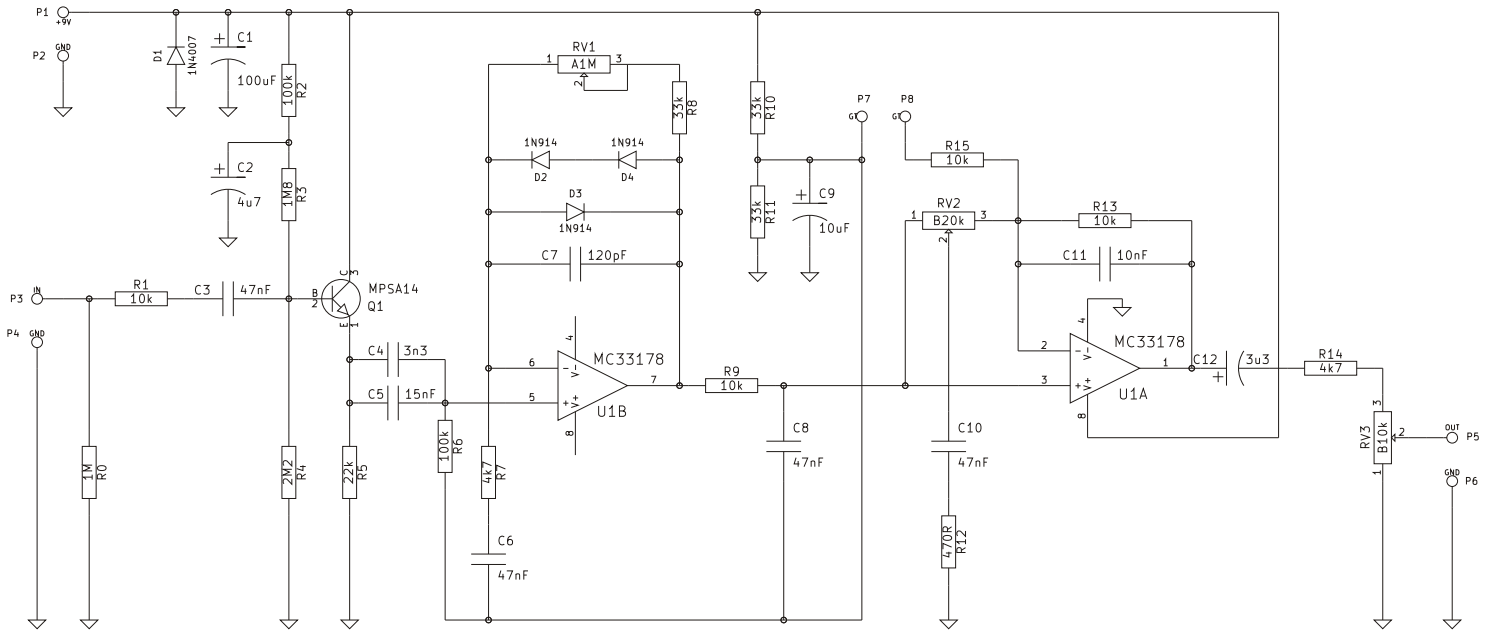 P1
+9V
P2
GND
D1
1N4007
C1
100uF
100k
R2
C2
4u7
1M8
R3
P3
IN
P4
GND
R1
10k
C3
47nF
1M
R0
2M2
R4
B
2
C
3
E
1
MPSA14
Q1
C4
3n3
C5
15nF
22k
R5
100k
R6
RV1
1
A1M
3
2
33k
R8
1N914
D2
1N914
D4
D3
1N914
C7
120pF
MC33178
U1B
6
5
7
4
8
-
V-
+
V+
4k7
R7
C6
47nF
33k
R10
33k
R11
C9
10uF
P7
GT
P8
GT
R15
10k
RV2
1
B20k
3
2
R13
10k
C11
10nF
R9
10k
C8
47nF
C10
47nF
470R
R12
MC33178
U1A
2
3
1
4
8
-
V-
+
V+
C12
3u3
R14
4k7
RV3
B10k
3
2
1
OUT
P5
GND
P6